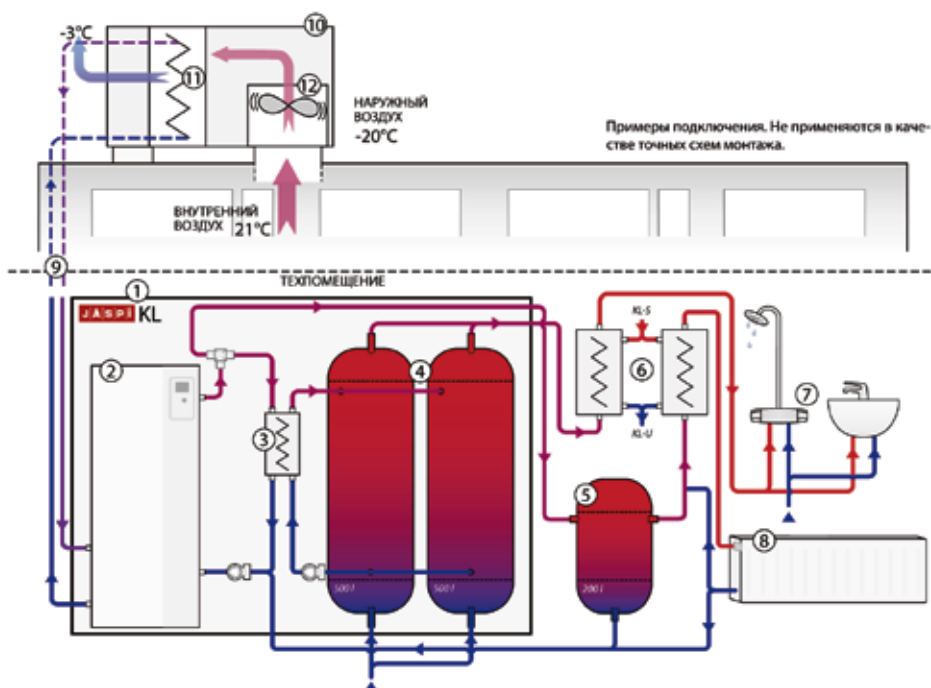 -3°C
10
11
12
НАРУЖНЫЙ
ВОЗДУХ
-20°C
Примеры подключения. Не применяются в каче-
стве точных схем монтажа.
ВНУТРЕННИЙ
ВОЗДУХ 21°C
9
ТЕХПОМЕЩЕНИЕ
1
JÄSPI KL
2
KL-S
4
6
7
3
KL-U
5
8
500 l
500 l
200 l